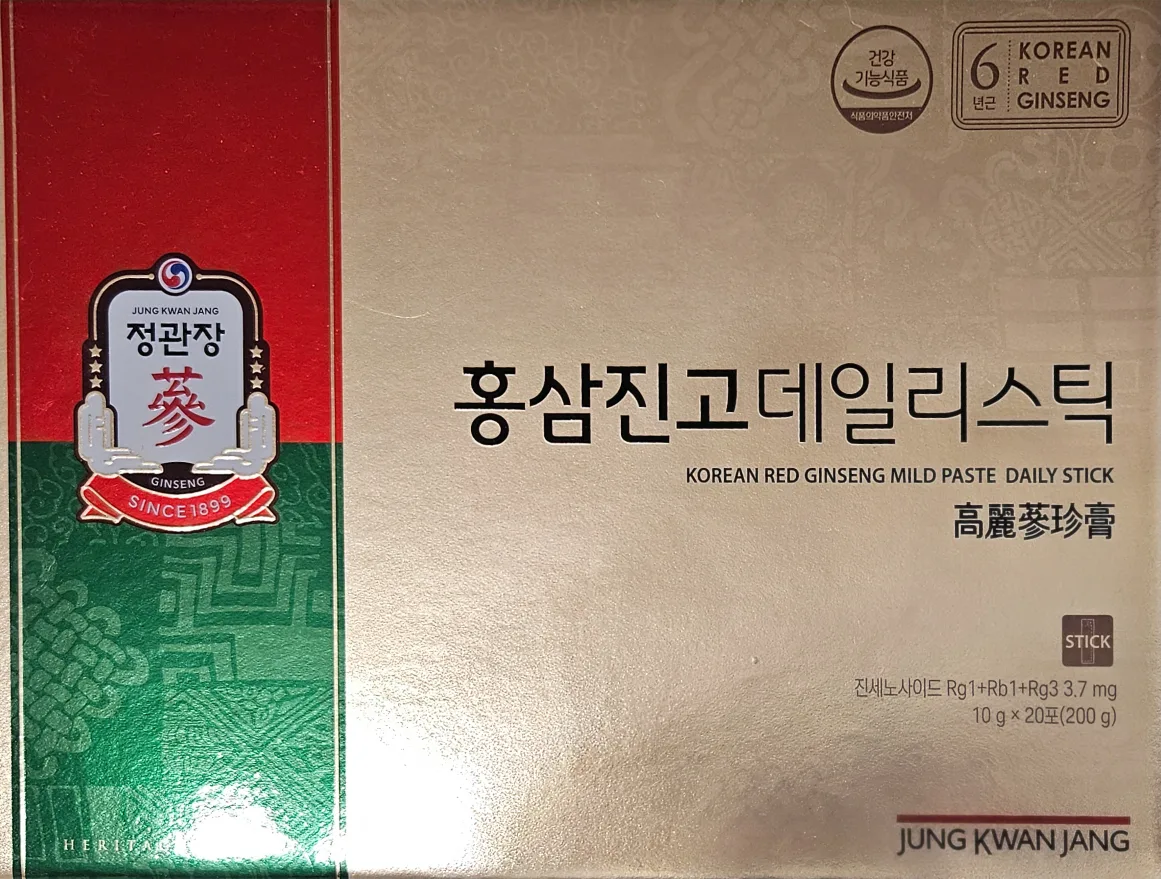 건강
기능식품
식품의약품안전처
6
년근
KOREAN
RED
GINSENG
JUNG KWAN JANG
정관장
蔘
GINSENG
SINCE 1899
홍삼진고데일리스틱
KOREAN RED GINSENG MILD PASTE DAILY STICK
高麗蔘珍膏
STICK
진세노사이드 Rg1+Rb1+Rg3 3.7 mg
10 g × 20포(200 g)
JUNG KWAN JANG